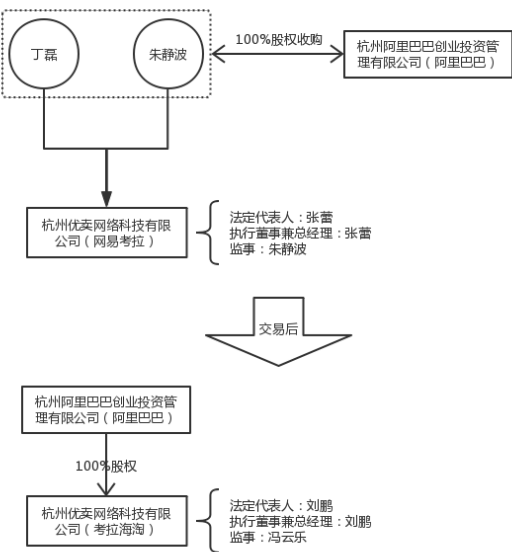 丁磊
朱静波
100%股权收购
杭州阿里巴巴创业投资管
理有限公司（阿里巴巴）
杭州优卖网络科技有限
公司（网易考拉）
法定代表人：张蕾
执行董事兼总经理：张蕾
监事：朱静波
交易后
杭州阿里巴巴创业投资管
理有限公司（阿里巴巴）
100%股权
杭州优卖网络科技有限
公司（考拉海淘）
法定代表人：刘鹏
执行董事兼总经理：刘鹏
监事：冯云乐